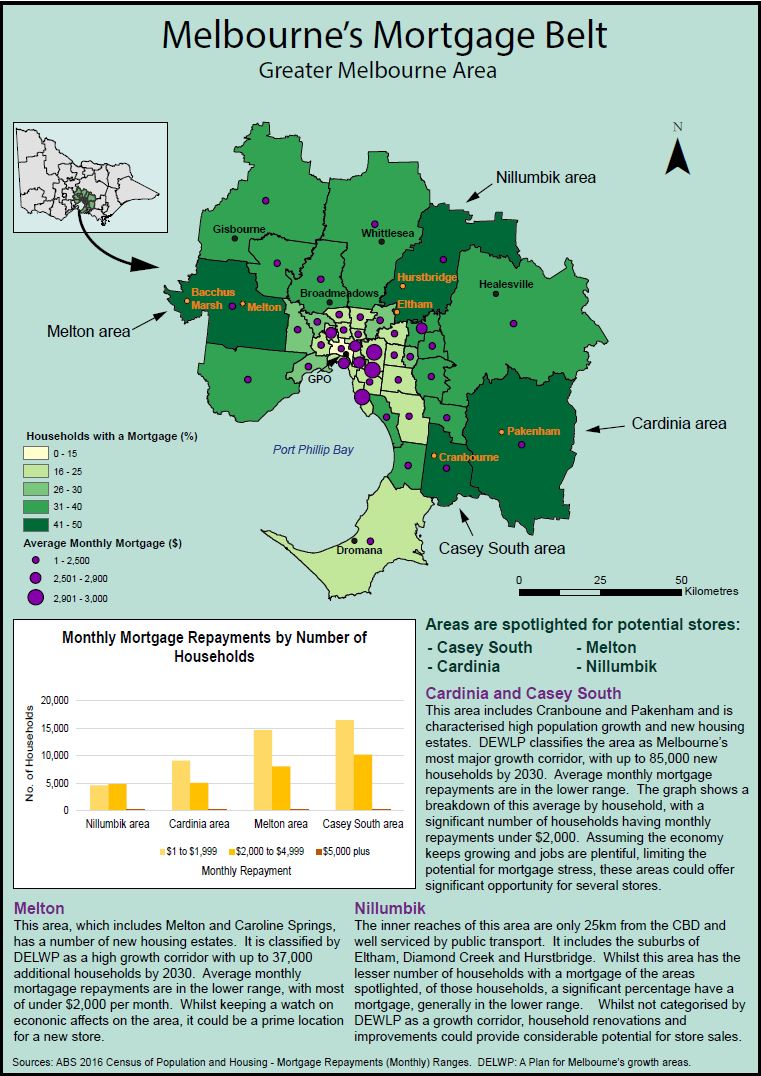 Melbourne's Mortgage Belt
Greater Melbourne Area
N
Nillumbik area
Gisbourne
Whittlesea
Hurstbridge
Healesville
Bacchus
Marsh
Melton
Broadmeadows
Eltham
Melton area
GPO
Cardinia area
Pakenham
Port Phillip Bay
Cranbourne
Households with a Mortgage (%)
0 - 15
16 - 25
26 - 30
31 - 40
41 - 50
Average Monthly Mortgage ($)
1 - 2,500
2,501 - 2,900
2,901 - 3,000
Dromana
Casey South area
0 25 50
Kilometres
Monthly Mortgage Repayments by Number of
Households
No. of Households
20,000
15,000
10,000
5,000
0
Nillumbik area Cardinia area Melton area Casey South area
$1 to $1,999 $2,000 to $4,999 $5,000 plus
Monthly Repayment
Areas are spotlighted for potential stores:
- Casey South - Melton
- Cardinia - Nillumbik
Cardinia and Casey South
This area includes Cranboune and Pakenham and is
characterised high population growth and new housing
estates. DEWLP classifies the area as Melbourne's
most major growth corridor, with up to 85,000 new
households by 2030. Average monthly mortgage
repayments are in the lower range. The graph shows a
breakdown of this average by household, with a
significant number of households having monthly
repayments under $2,000. Assuming the economy
keeps growing and jobs are plentiful, limiting the
potential for mortgage stress, these areas could offer
significant opportunity for several stores.
Melton
This area, which includes Melton and Caroline Springs,
has a number of new housing estates. It is classified by
DELWP as a high growth corridor with up to 37,000
additional households by 2030. Average monthly
mortagage repayments are in the lower range, with most
of under $2,000 per month. Whilst keeping a watch on
econonic affects on the area, it could be a prime location
for a new store.
Nillumbik
The inner reaches of this area are only 25km from the CBD and
well serviced by public transport. It includes the suburbs of
Eltham, Diamond Creek and Hurstbridge. Whilst this area has the
lesser number of households with a mortgage of the areas
spotlighted, of those households, a significant percentage have a
mortgage, generally in the lower range. Whilst not categorised by
DEWLP as a growth corridor, household renovations and
improvements could provide considerable potential for store sales.
Sources: ABS 2016 Census of Population and Housing - Mortgage Repayments (Monthly) Ranges. DELWP: A Plan for Melbourne's growth areas.